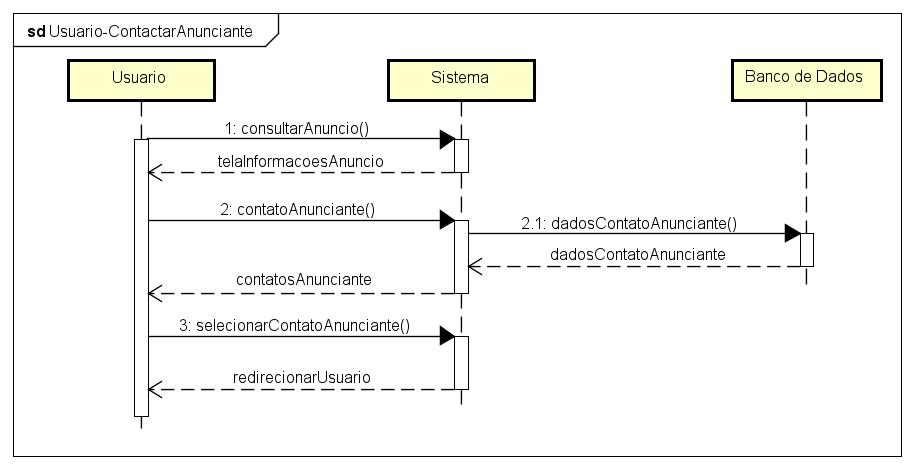 sd Usuario-ContactarAnunciante
Usuario
Sistema
Banco de Dados
1: consultarAnuncio()
telaInformacoesAnuncio
2: contatoAnunciante()
2.1: dadosContatoAnunciante()
dadosContatoAnunciante
contatosAnunciante
3: selecionarContatoAnunciante()
redirecionarUsuario